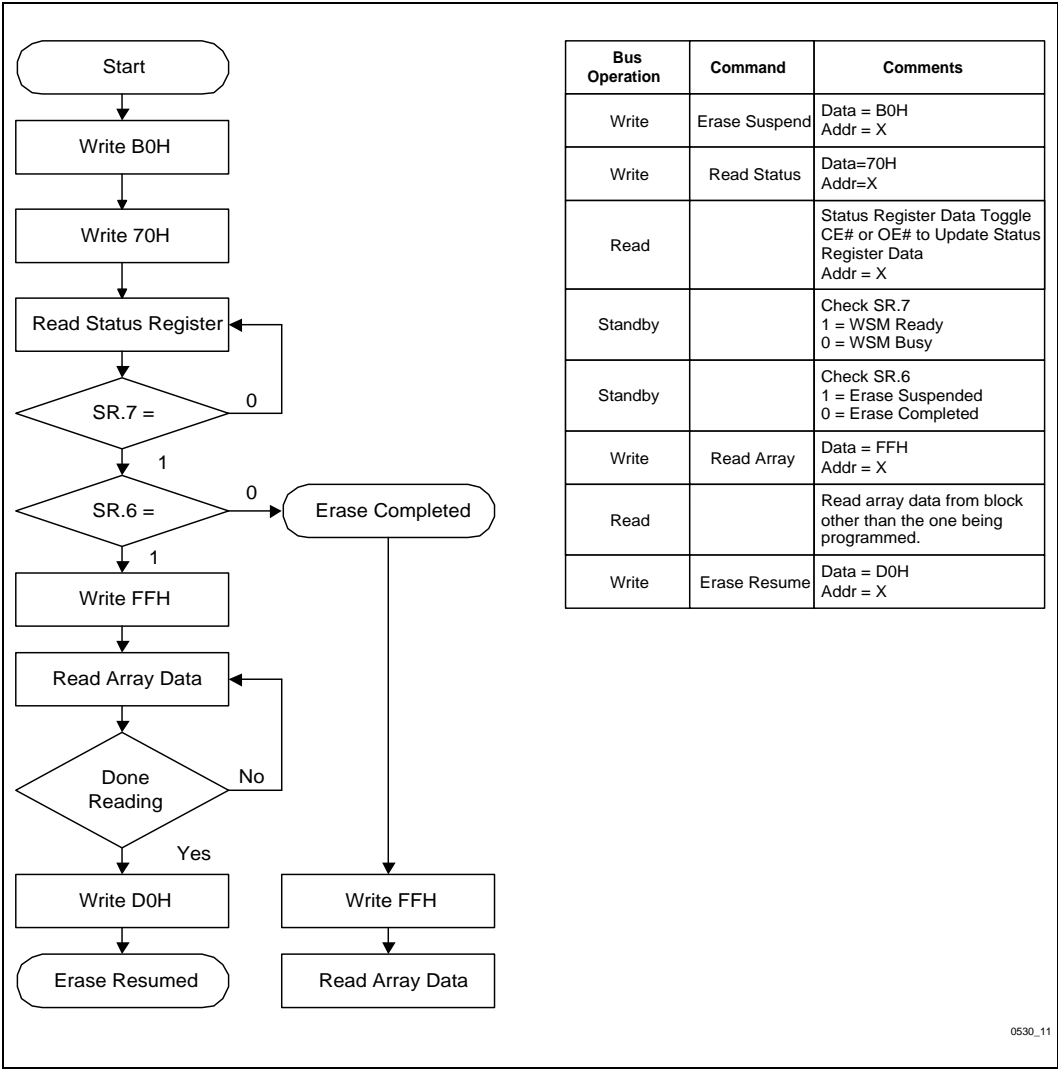 Start
Write B0H
Write 70H
Read Status Register
SR.7 =
0
1
SR.6 =
0
Erase Completed
1
Write FFH
Read Array Data
Done
Reading
No
Yes
Write D0H
Erase Resumed
Write FFH
Read Array Data
Bus
Operation
Command
Comments
Write
Erase Suspend
Data = B0H
Addr = X
Write
Read Status
Data=70H
Addr=X
Read
Status Register Data Toggle
CE# or OE# to Update Status
Register Data
Addr = X
Standby
Check SR.7
1 = WSM Ready
0 = WSM Busy
Standby
Check SR.6
1 = Erase Suspended
0 = Erase Completed
Write
Read Array
Data = FFH
Addr = X
Read
Read array data from block
other than the one being
programmed.
Write
Erase Resume
Data = D0H
Addr = X
0530_11